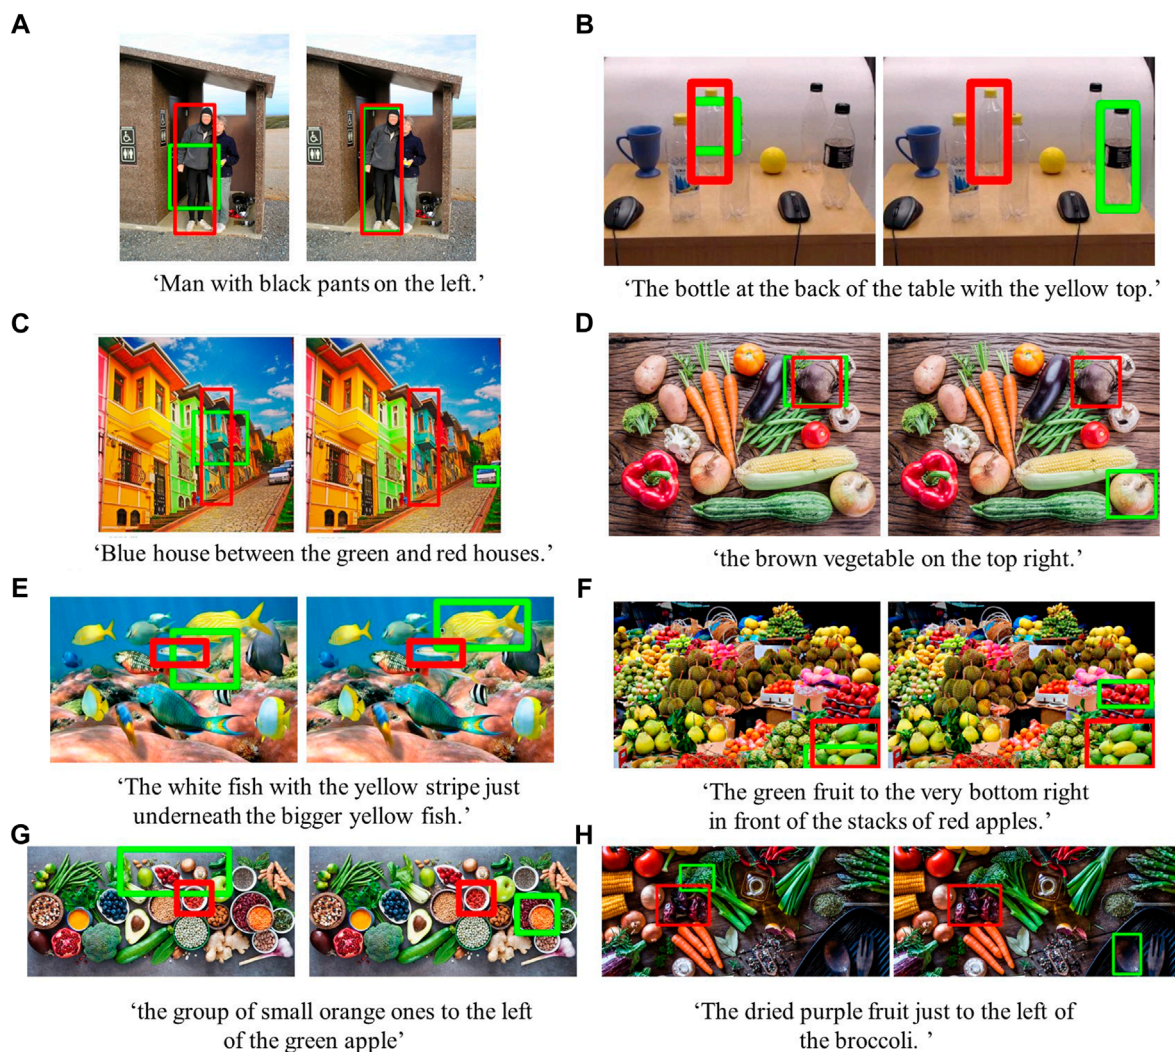 A
B
'Man with black pants on the left.'
'The bottle at the back of the table with the yellow top.'
C
D
'Blue house between the green and red houses.'
'the brown vegetable on the top right.'
E
F
'The white fish with the yellow stripe just
underneath the bigger yellow fish.'
'The green fruit to the very bottom right
in front of the stacks of red apples.'
G
H
'the group of small orange ones to the left
of the green apple'
'The dried purple fruit just to the left of
the broccoli. '